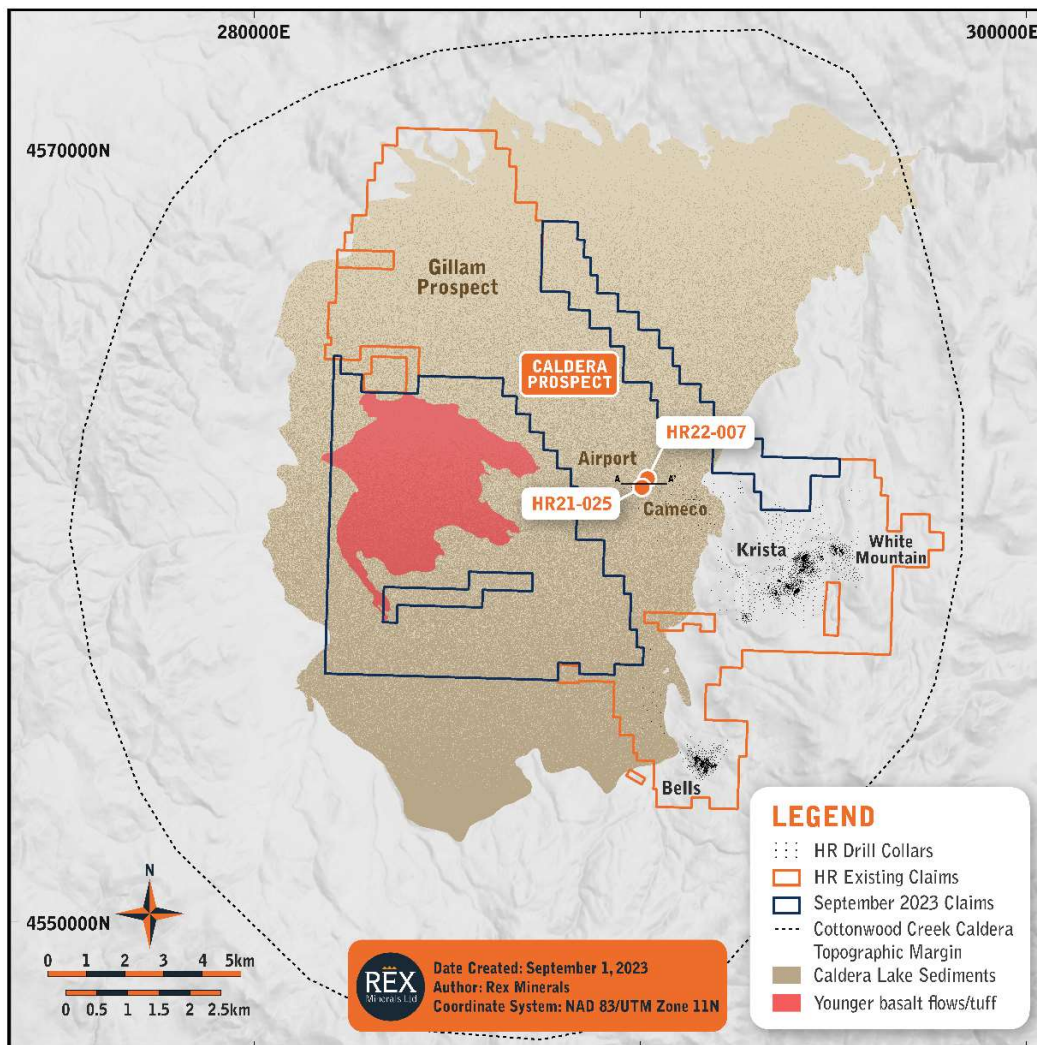 280000E
300000E
4570000N
Gillam
Prospect
CALDERA
PROSPECT
HR22-007
Airport
A
A'
HR21-025
Cameco
Krista
White
Mountain
Bells
4550000N
N
0 1 2 3 4 5km
0 0.5 1 1.5 2 2.5km
REX
Minerals Ltd
Date Created: September 1, 2023
Author: Rex Minerals
Coordinate System: NAD 83/UTM Zone 11N
LEGEND
HR Drill Collars
HR Existing Claims
September 2023 Claims
Cottonwood Creek Caldera
Topographic Margin
Caldera Lake Sediments
Younger basalt flows/tuff